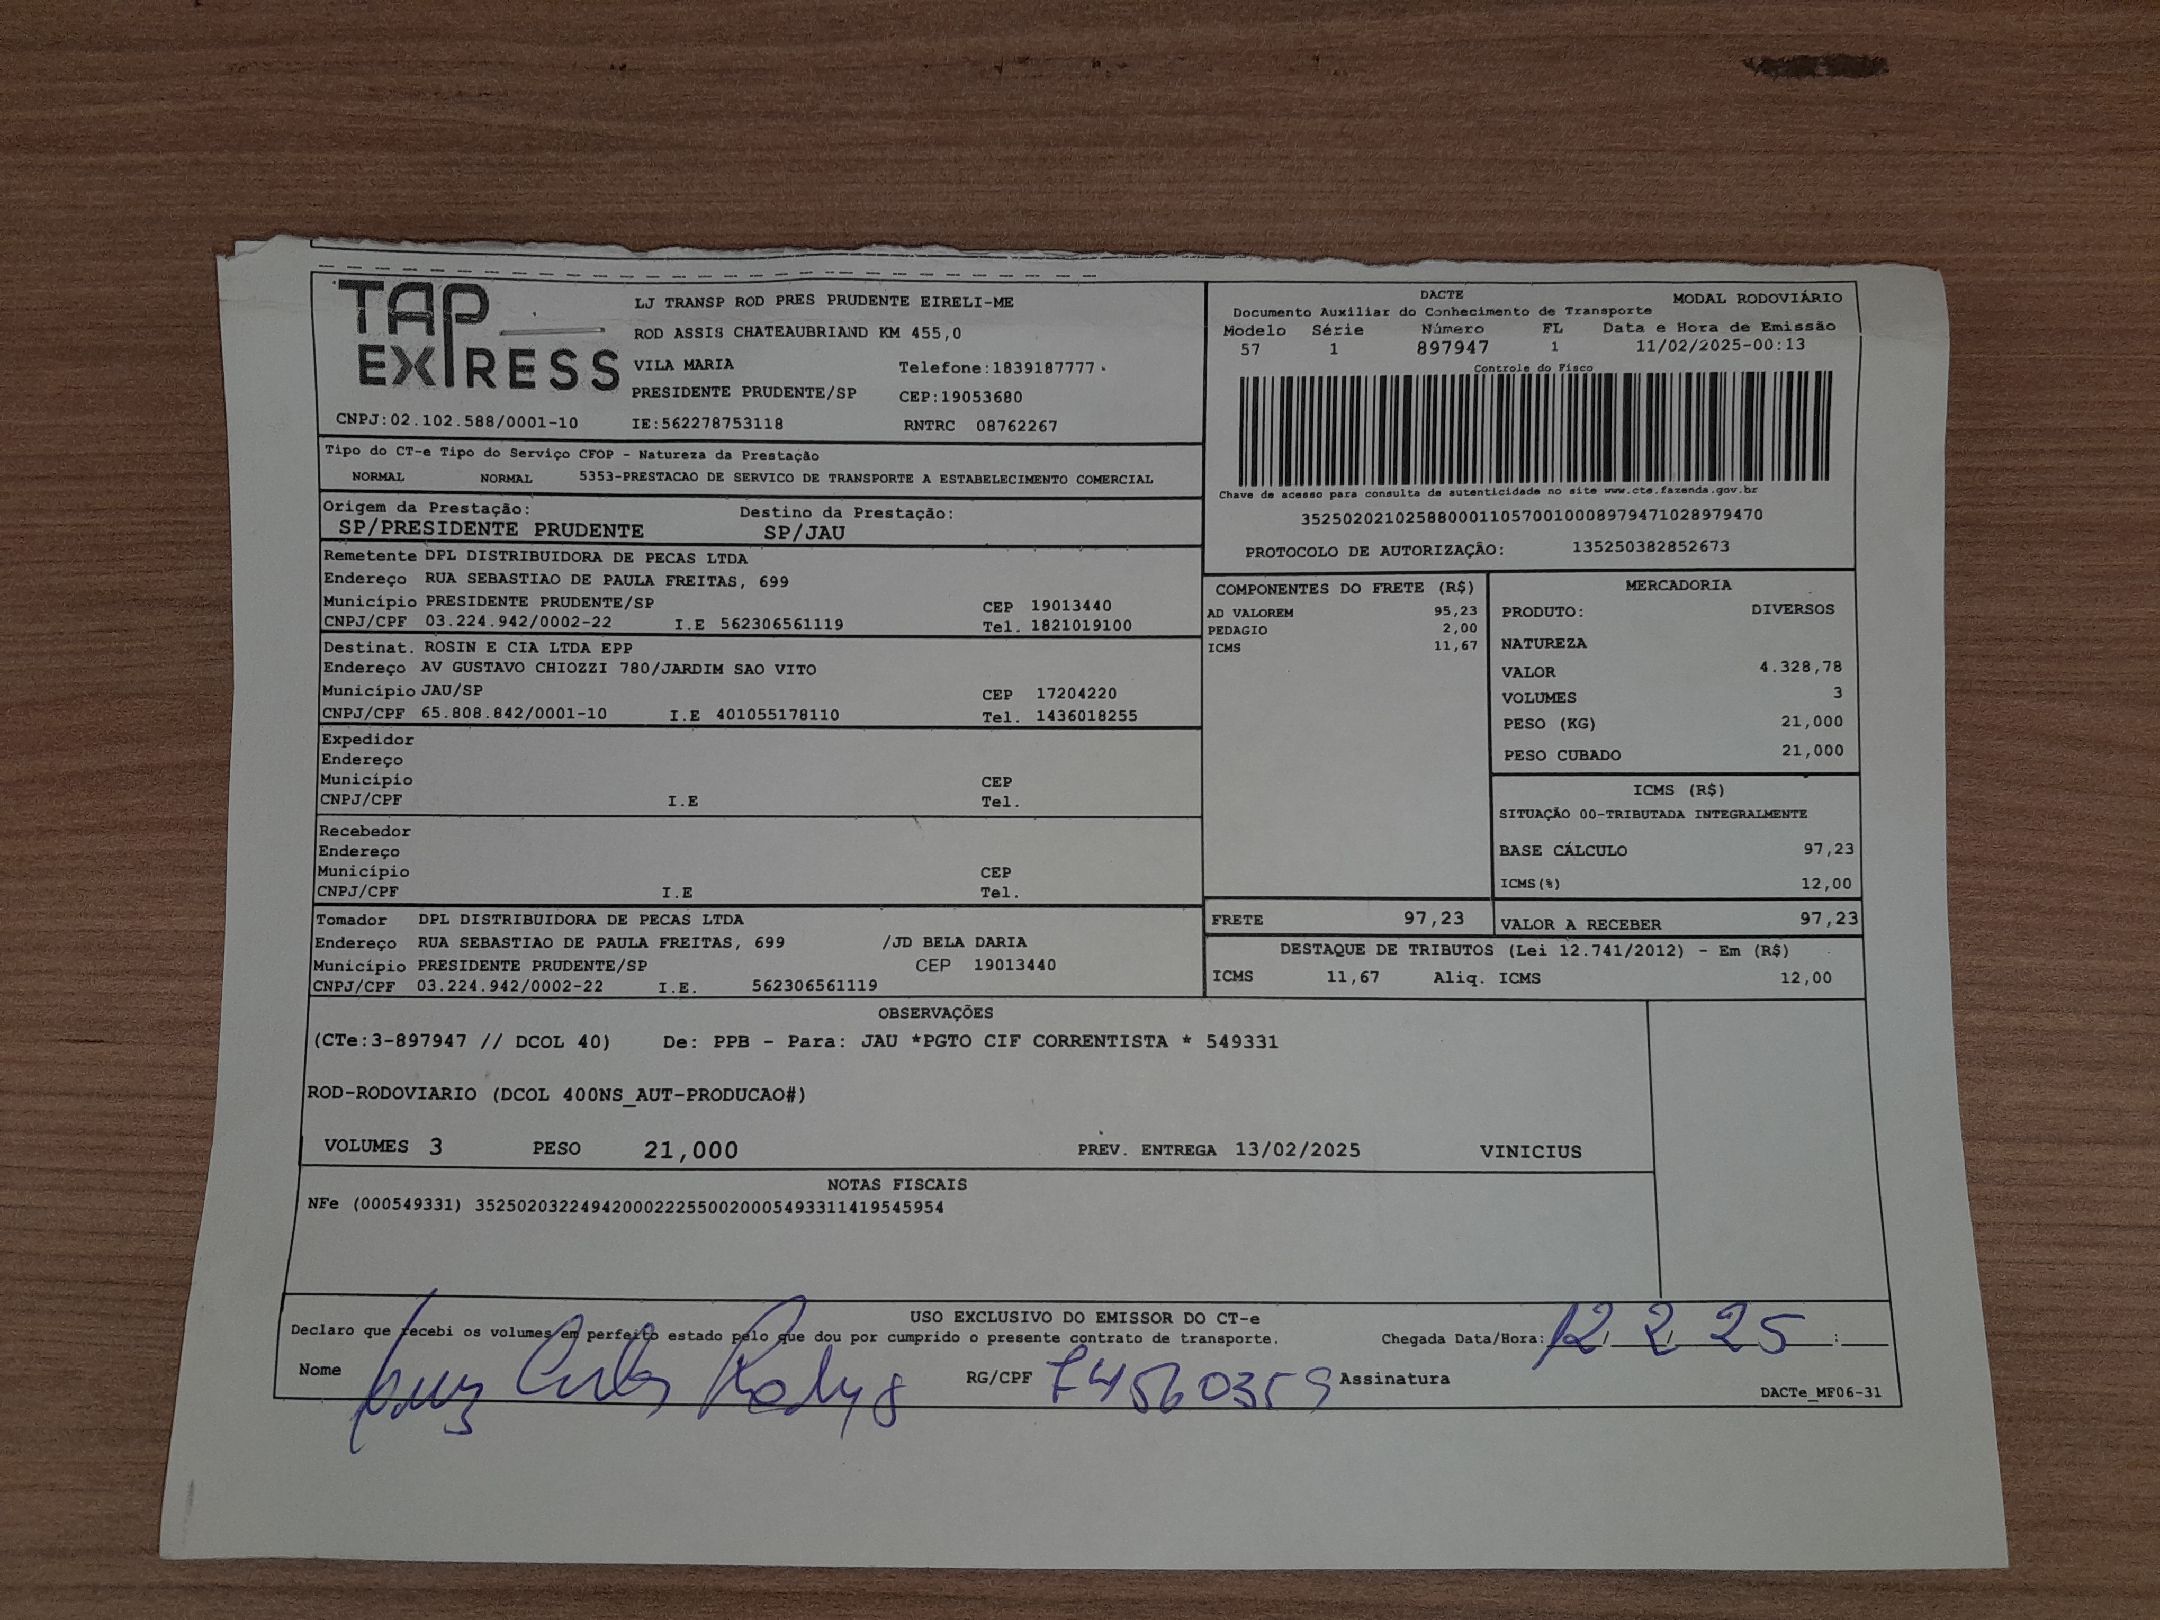 TAP EXPRESS
LJ TRANSP ROD PRES PRUDENTE EIRELI-ME
ROD ASSIS CHATEAUBRIAND KM 455,0
VILA MARIA Telefone:1839187777
PRESIDENTE PRUDENTE/SP CEP:19053680
CNPJ:02.102.588/0001-10 IE:562278753118 RNTRC 08762267
DACTE MODAL RODOVIÁRIO
Documento Auxiliar do Conhecimento de Transporte
Modelo Série Número FL Data e Hora de Emissão
57 1 897947 1 11/02/2025-00:13
Controle do Fisco
Chave de acesso para consulta de autenticidade no site www.cte.fazenda.gov.br
35250202102588000110570010008979471028979470
PROTOCOLO DE AUTORIZAÇÃO: 135250382852673
Tipo do CT-e Tipo do Serviço CFOP - Natureza da Prestação
NORMAL NORMAL 5353-PRESTACAO DE SERVICO DE TRANSPORTE A ESTABELECIMENTO COMERCIAL
Origem da Prestação: Destino da Prestação:
SP/PRESIDENTE PRUDENTE SP/JAU
Remetente DPL DISTRIBUIDORA DE PECAS LTDA
Endereço RUA SEBASTIAO DE PAULA FREITAS, 699
Município PRESIDENTE PRUDENTE/SP CEP 19013440
CNPJ/CPF 03.224.942/0002-22 I.E 562306561119 Tel. 1821019100
Destinat. ROSIN E CIA LTDA EPP
Endereço AV GUSTAVO CHIOZZI 780/JARDIM SAO VITO
Município JAU/SP CEP 17204220
CNPJ/CPF 65.808.842/0001-10 I.E 401055178110 Tel. 1436018255
Expedidor
Endereço
Município CEP
CNPJ/CPF I.E Tel.
Recebedor
Endereço
Município CEP
CNPJ/CPF I.E Tel.
Tomador DPL DISTRIBUIDORA DE PECAS LTDA
Endereço RUA SEBASTIAO DE PAULA FREITAS, 699 /JD BELA DARIA
Município PRESIDENTE PRUDENTE/SP CEP 19013440
CNPJ/CPF 03.224.942/0002-22 I.E. 562306561119
COMPONENTES DO FRETE (R$)
AD VALOREM 95,23
PEDAGIO 2,00
ICMS 11,67
FRETE 97,23
MERCADORIA
PRODUTO: DIVERSOS
NATUREZA
VALOR 4.328,78
VOLUMES 3
PESO (KG) 21,000
PESO CUBADO 21,000
ICMS (R$)
SITUAÇÃO 00-TRIBUTADA INTEGRALMENTE
BASE CÁLCULO 97,23
ICMS(%) 12,00
VALOR A RECEBER 97,23
DESTAQUE DE TRIBUTOS (Lei 12.741/2012) - Em (R$)
ICMS 11,67 Aliq. ICMS 12,00
OBSERVAÇÕES
(CTe:3-897947 // DCOL 40) De: PPB - Para: JAU *PGTO CIF CORRENTISTA * 549331
ROD-RODOVIARIO (DCOL 400NS_AUT-PRODUCAO#)
VOLUMES 3 PESO 21,000 PREV. ENTREGA 13/02/2025 VINICIUS
NOTAS FISCAIS
NFe (000549331) 35250203224942000222550020005493311419545954
USO EXCLUSIVO DO EMISSOR DO CT-e
Declaro que recebi os volumes em perfeito estado pelo que dou por cumprido o presente contrato de transporte. Chegada Data/Hora: 12/2/25 :
Nome Carlos RG/CPF Assinatura
DACTe_MF06-31